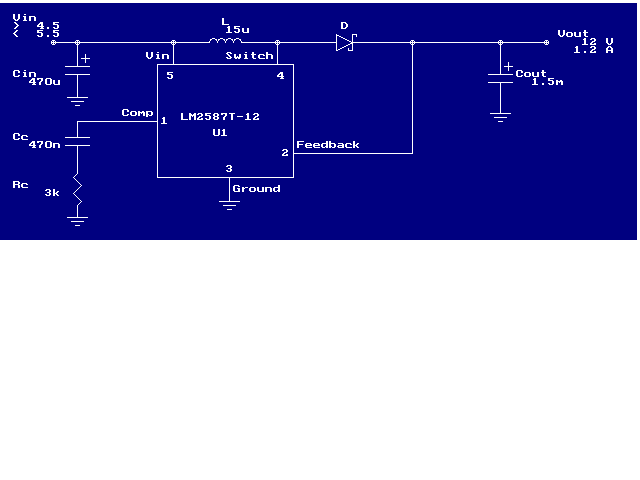 Vin
> 4.5
< 5.5
L
15u
D
Vout
12 V
1.2 A
Vin
Switch
5
4
Cin
470u
+
+
Cout
1.5m
Comp
1
LM2587T-12
U1
Cc
470n
2
Feedback
3
Rc
3k
Ground